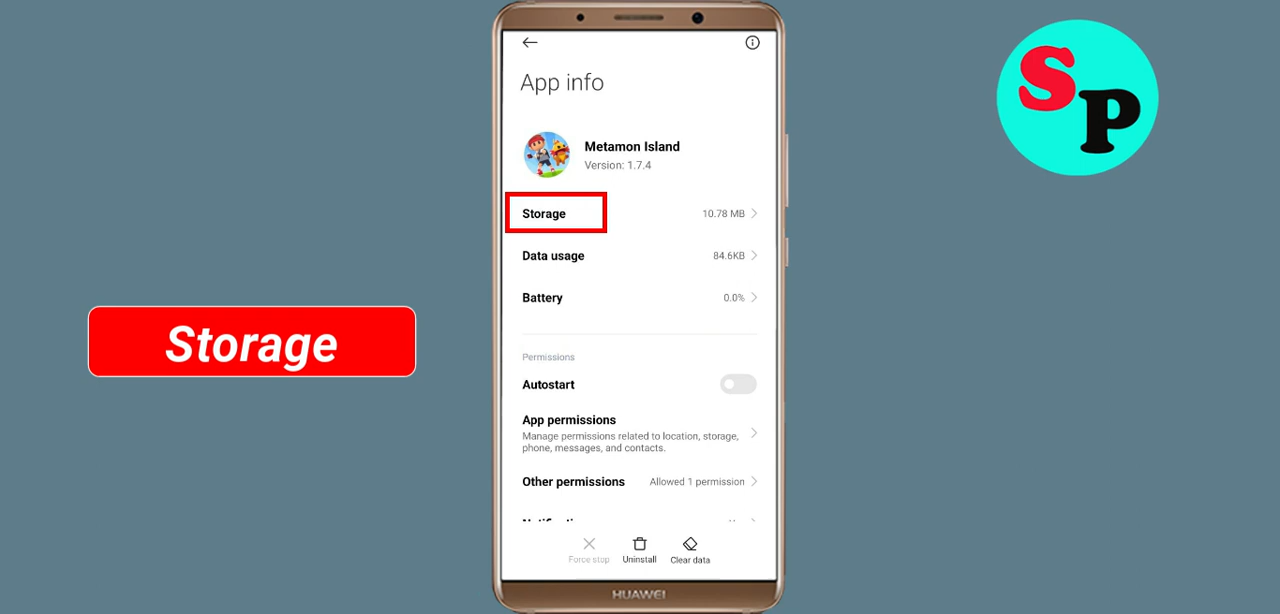 App info
Metamon Island
Version: 1.7.4
Storage 10.78 MB
Data usage 84.6KB
Battery 0.0%
Permissions
Autostart
App permissions
Manage permissions related to location, storage,
phone, messages, and contacts.
Other permissions Allowed 1 permission
Force stop Uninstall Clear data
HUAWEI
Storage
SP